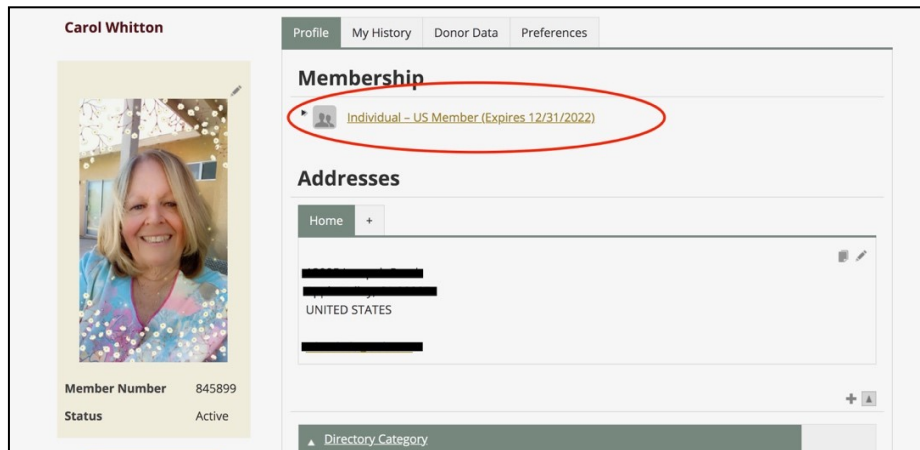 Carol Whitton
Profile My History Donor Data Preferences
Membership
Individual – US Member (Expires 12/31/2022)
Addresses
Home +
UNITED STATES
Member Number 845899
Status Active
Directory Category